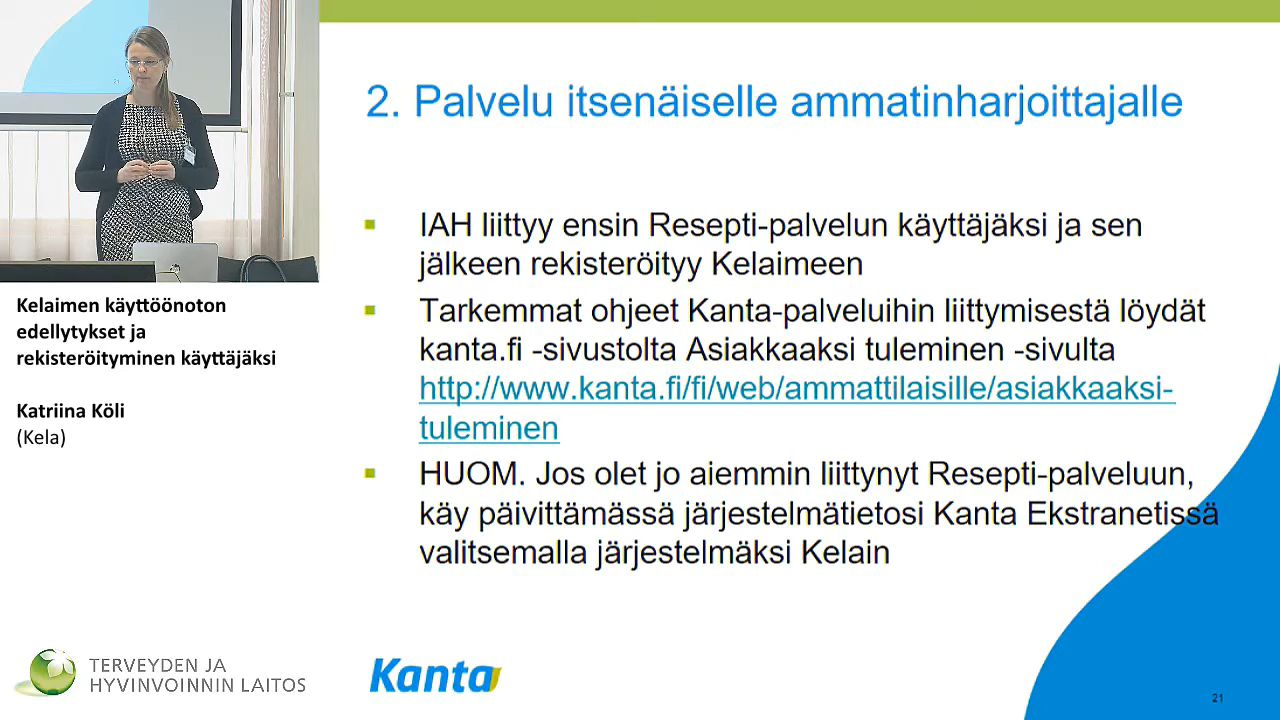 2. Palvelu itsenäiselle ammatinharjoittajalle
IAH liittyy ensin Resepti-palvelun käyttäjäksi ja sen
jälkeen rekisteröityy Kelaimeen
Tarkemmat ohjeet Kanta-palveluihin liittymisestä löydät
kanta.fi -sivustolta Asiakkaaksi tuleminen -sivulta
http://www.kanta.fi/fi/web/ammattilaisille/asiakkaaksi-
tuleminen
HUOM. Jos olet jo aiemmin liittynyt Resepti-palveluun,
käy päivittämässä järjestelmätietosi Kanta Ekstranetissä
valitsemalla järjestelmäksi Kelain
Kelaimen käyttöönoton
edellytykset ja
rekisteröityminen käyttäjäksi
Katriina Köli
(Kela)
TERVEYDEN JA
HYVINVOINNIN LAITOS
Kanta
21